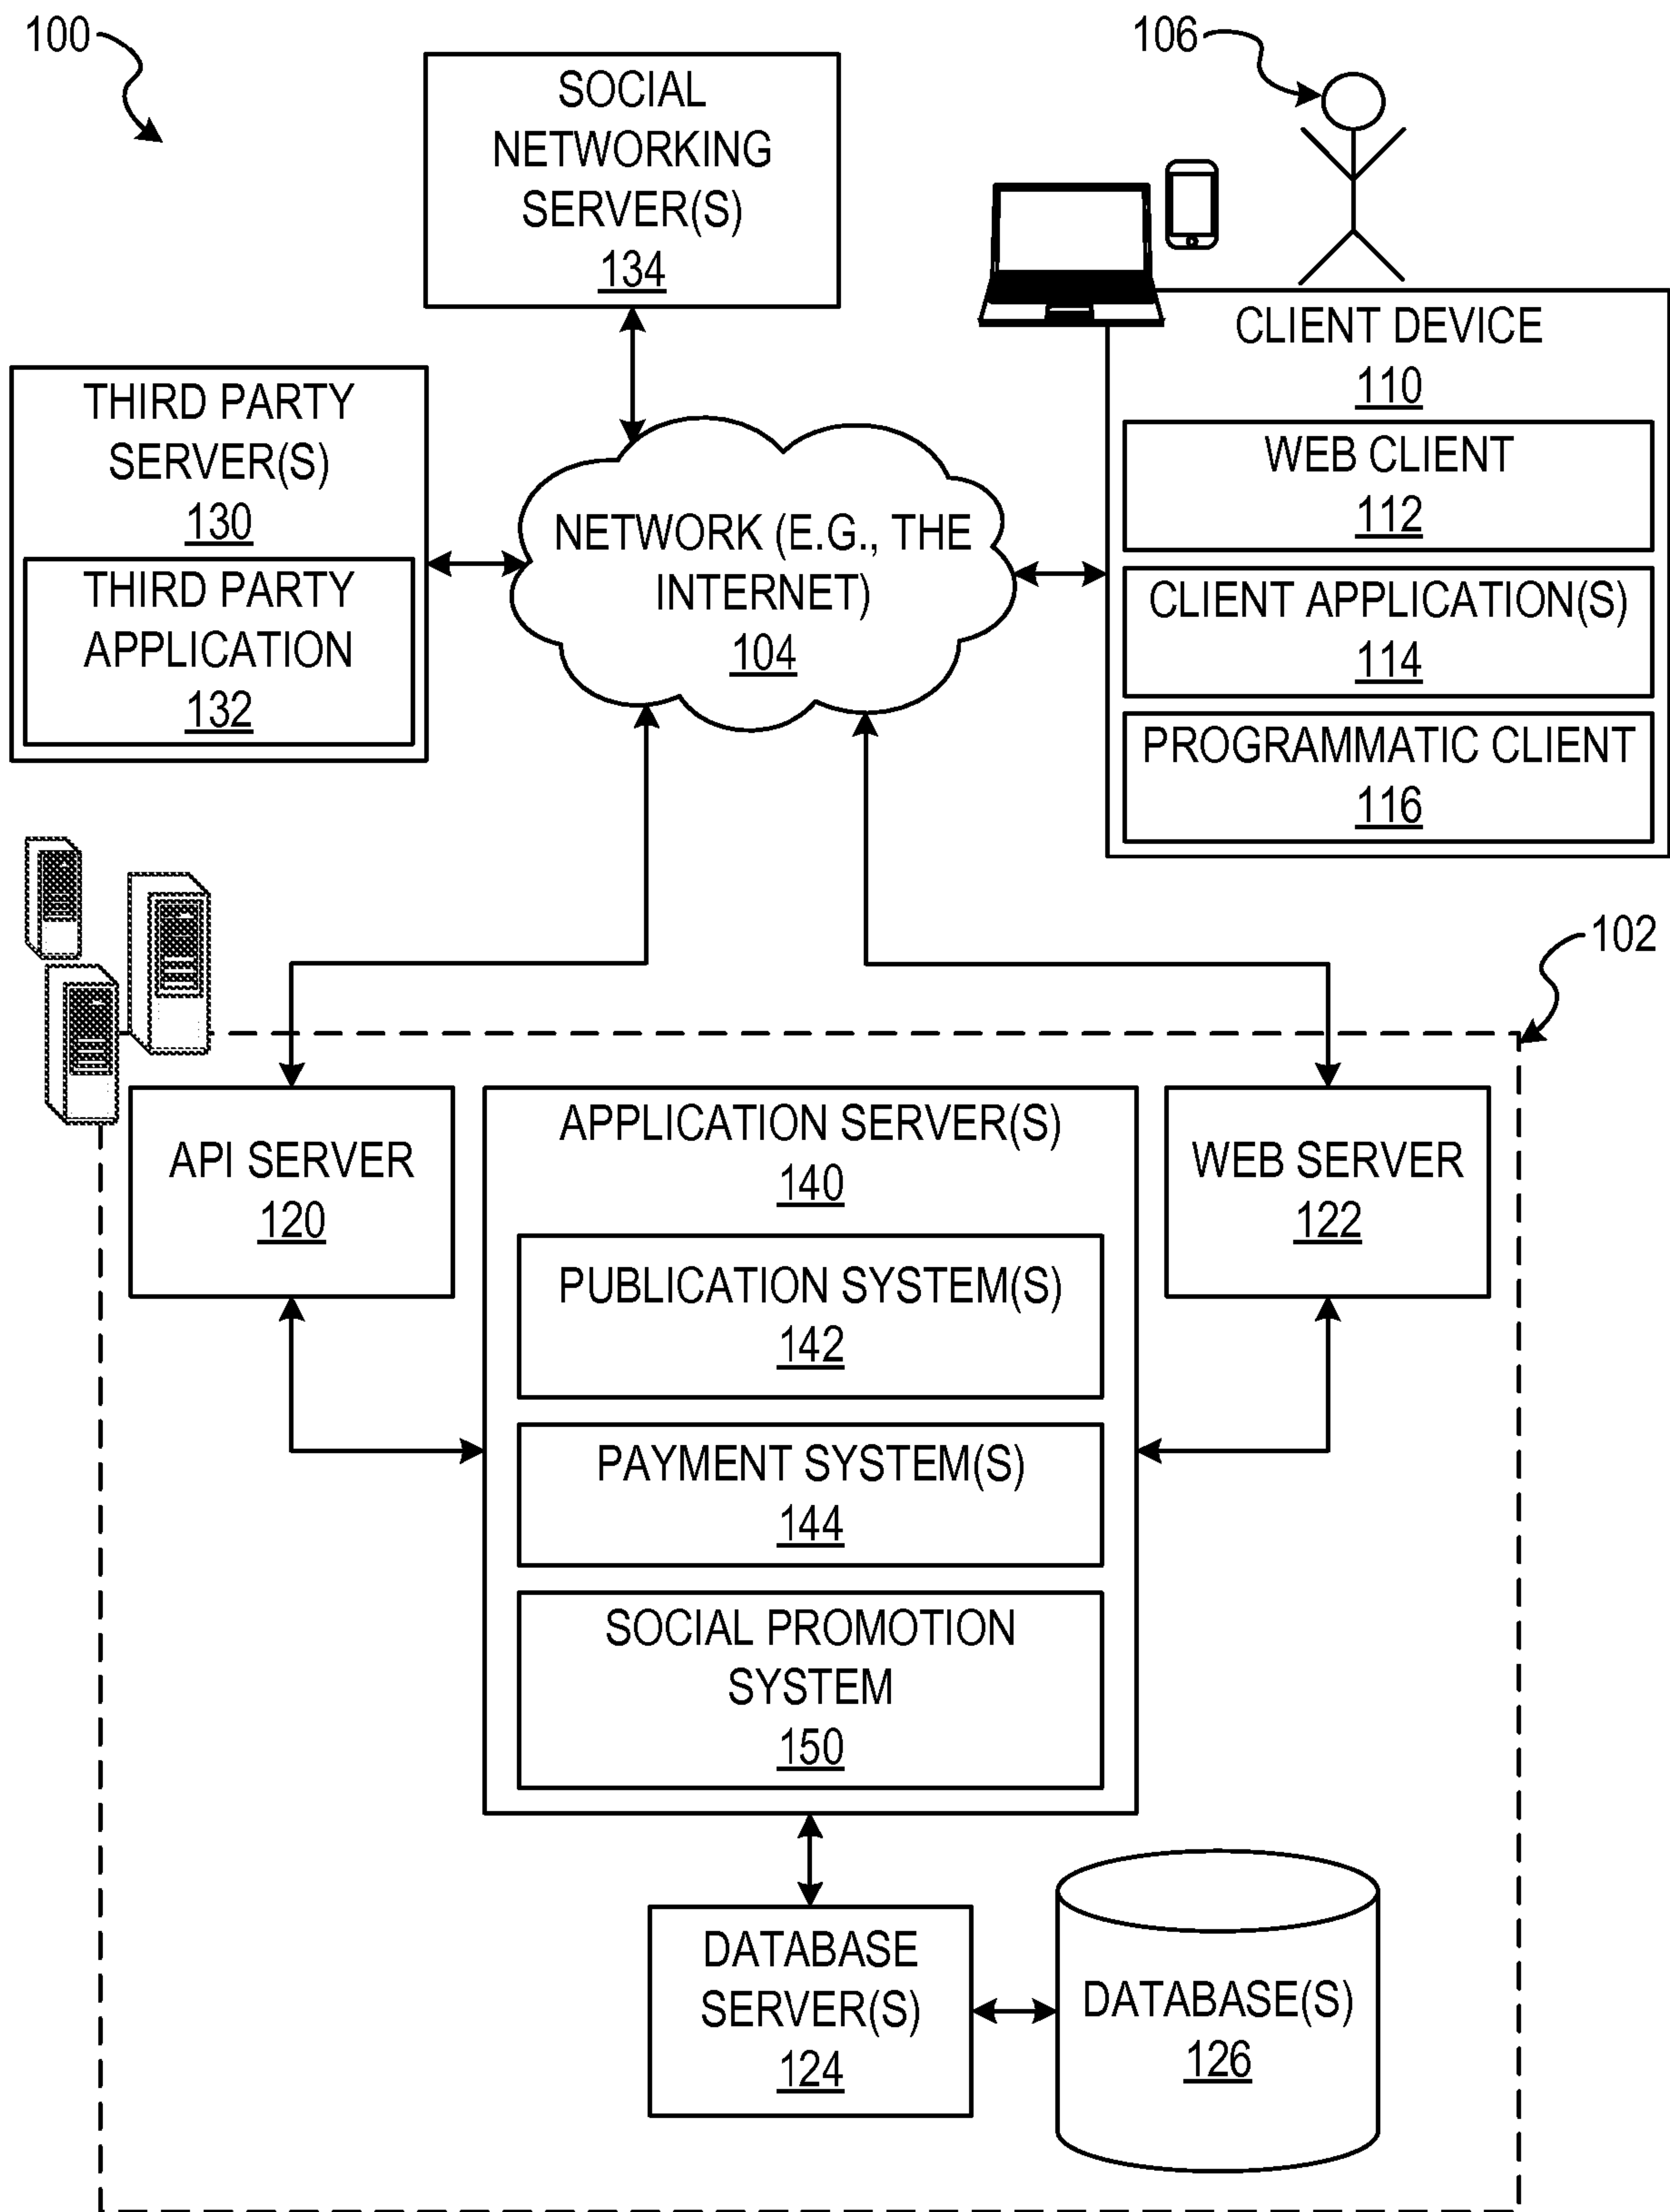 100
SOCIAL
NETWORKING
SERVER(S)
134
106
CLIENT DEVICE
110
WEB CLIENT
112
CLIENT APPLICATION(S)
114
PROGRAMMATIC CLIENT
116
THIRD PARTY
SERVER(S)
130
THIRD PARTY
APPLICATION
132
NETWORK (E.G., THE
INTERNET)
104
102
API SERVER
120
APPLICATION SERVER(S)
140
PUBLICATION SYSTEM(S)
142
PAYMENT SYSTEM(S)
144
SOCIAL PROMOTION
SYSTEM
150
WEB SERVER
122
DATABASE
SERVER(S)
124
DATABASE(S)
126